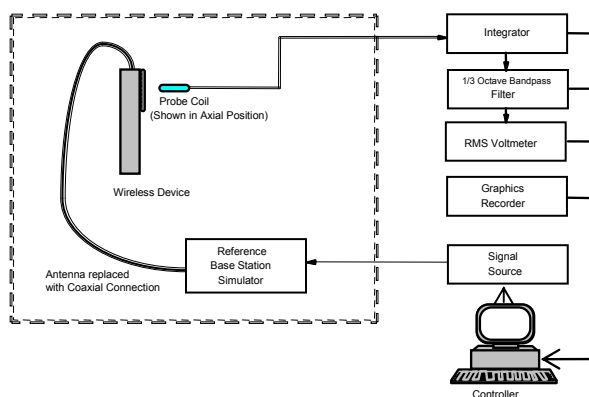 Integrator
1/3 Octave Bandpass
Filter
RMS Voltmeter
Graphics
Recorder
Signal
Source
Controller
Probe Coil
(Shown in Axial Position)
Wireless Device
Reference
Base Station
Simulator
Antenna replaced
with Coaxial Connection